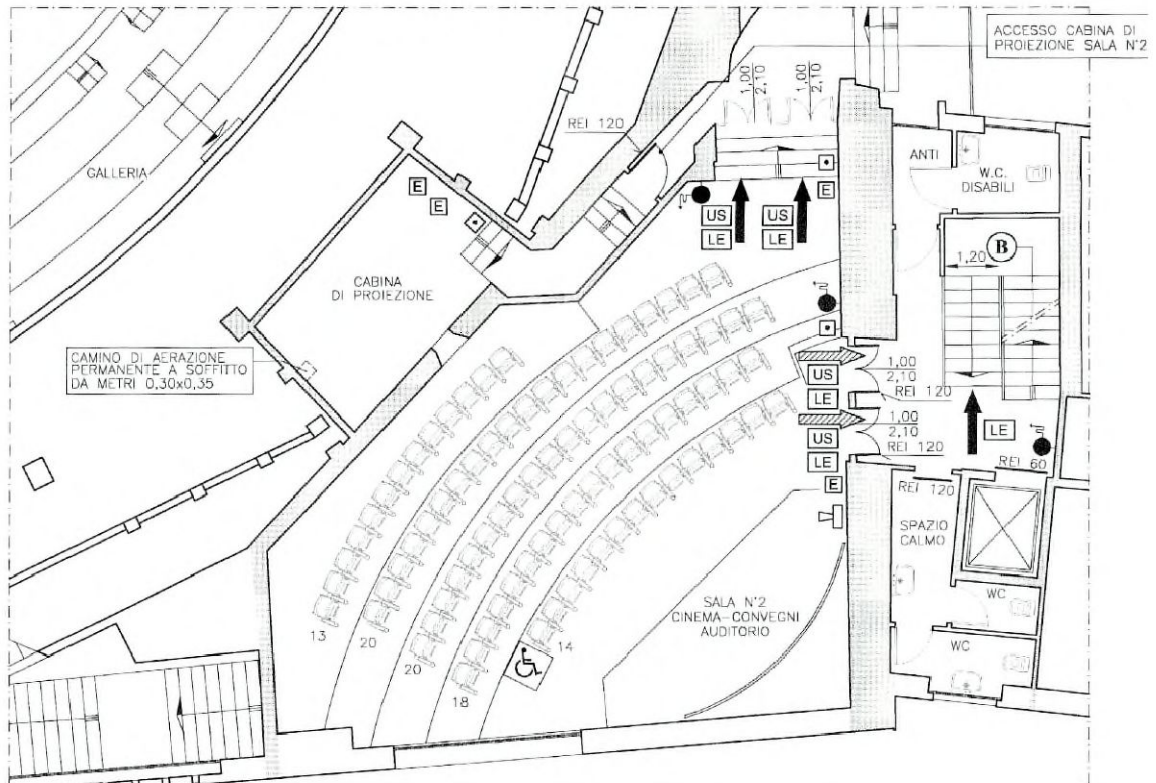 ACCESSO CABINA DI
PROIEZIONE SALA N°2
1,00
2,10
1,00
2,10
REI 120
ANTI
W.C.
DISABILI
GALLERIA
E
E
E
US
LE
US
LE
B
1,20
CABINA
DI PROIEZIONE
CAMINO DI AERAZIONE
PERMANENTE A SOFFITTO
DA METRI 0,30x0,35
US
LE
1,00
2,10
REI 120
US
LE
1,00
2,10
REI 120
LE
REI 60
E
REI 120
SPAZIO
CALMO
WC
WC
SALA N°2
CINEMA-CONVEGNI
AUDITORIO
13
20
20
18
14